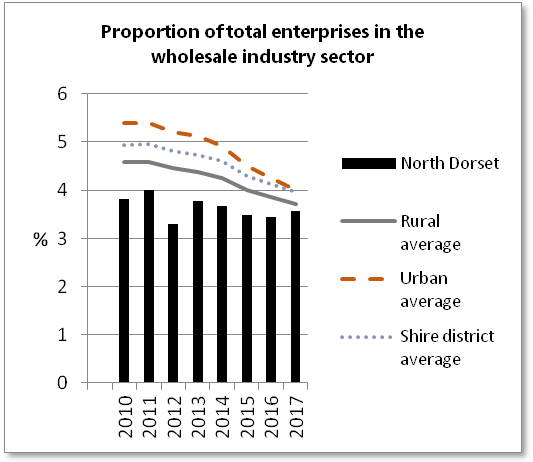 Proportion of total enterprises in the
wholesale industry sector
6
5
4
3
2
1
0
%
2010
2011
2012
2013
2014
2015
2016
2017
North Dorset
Rural
average
Urban
average
Shire district
average